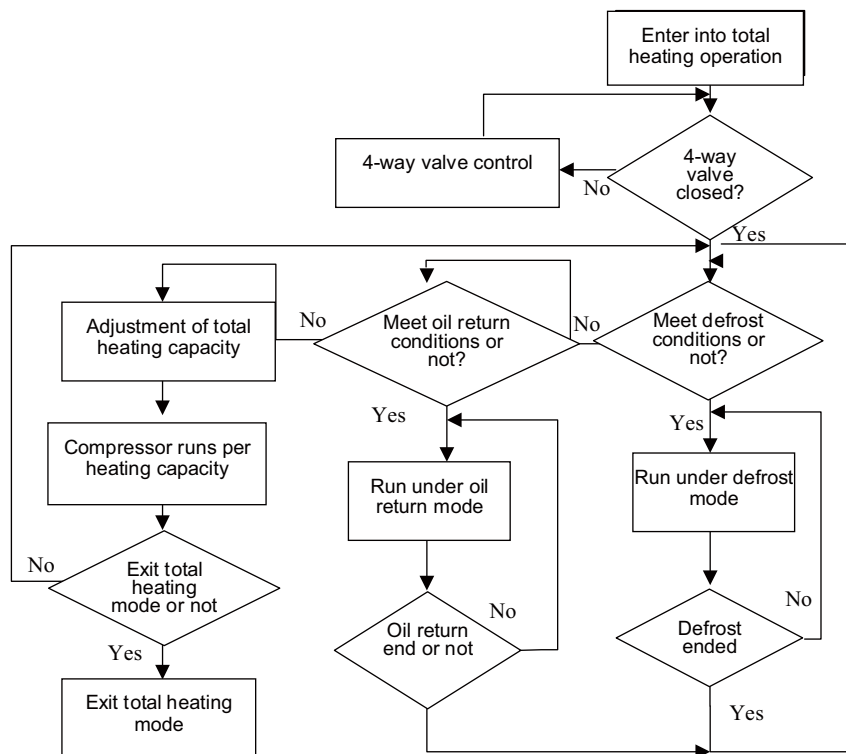 Enter into total
heating operation
4-way valve control
4-way
valve
closed?
No
Yes
Adjustment of total
heating capacity
No
Meet oil return
conditions or
not?
No
Meet defrost
conditions or
not?
Yes
Yes
Compressor runs per
heating capacity
Run under oil
return mode
Run under defrost
mode
No
Exit total
heating
mode or not
No
Oil return
end or not
No
Defrost
ended
Yes
Exit total heating
mode
Yes